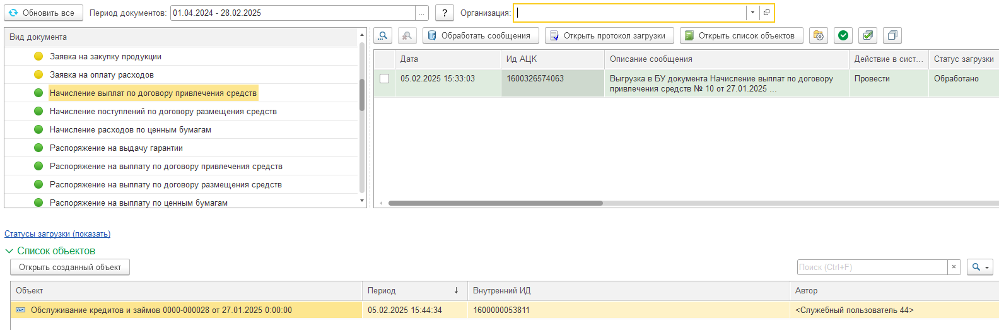 Обновить все
Период документов: 01.04.2024 - 28.02.2025 ... ? Организация:
Вид документа
Заявка на закупку продукции
Заявка на оплату расходов
Начисление выплат по договору привлечения средств
Начисление поступлений по договору размещения средств
Начисление расходов по ценным бумагам
Распоряжение на выдачу гарантии
Распоряжение на выплату по договору привлечения средств
Распоряжение на выплату по договору размещения средств
Распоряжение на выплату по ценным бумагам
Обработать сообщения Открыть протокол загрузки Открыть список объектов
Дата Ид АЦК Описание сообщения Действие в сист... Статус загрузки
05.02.2025 15:33:03 1600326574063 Выгрузка в БУ документа Начисление выплат по договору Провести Обработано
привлечения средств № 10 от 27.01.2025 ...
Статусы загрузки (показать)
Список объектов
Открыть созданный объект Поиск (Ctrl+F) ×
Объект Период ↓ Внутренний ИД Автор
Обслуживание кредитов и займов 0000-000028 от 27.01.2025 0:00:00 05.02.2025 15:44:34 1600000053811 <Служебный пользователь 44>